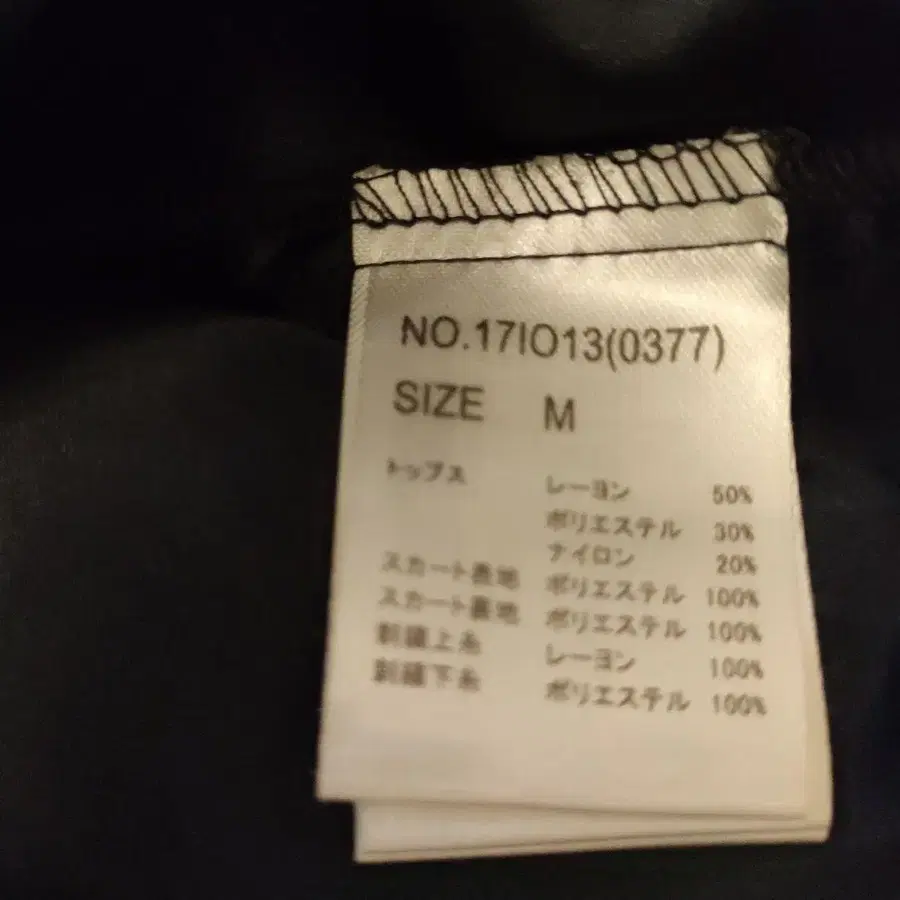 NO.17IO13(0377)
SIZE M
トップス レーヨン 50%
ポリエステル 30%
ナイロン 20%
スカート表地 ポリエステル 100%
スカート裏地 ポリエステル 100%
刺繍上糸 レーヨン 100%
刺繍下糸 ポリエステル 100%